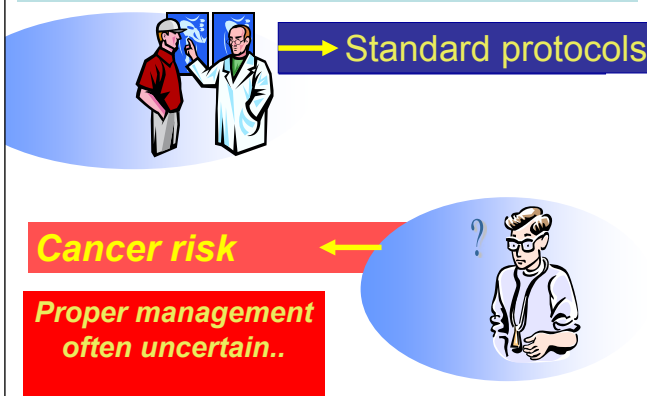 Standard protocols
?
Cancer risk
Proper management
often uncertain..